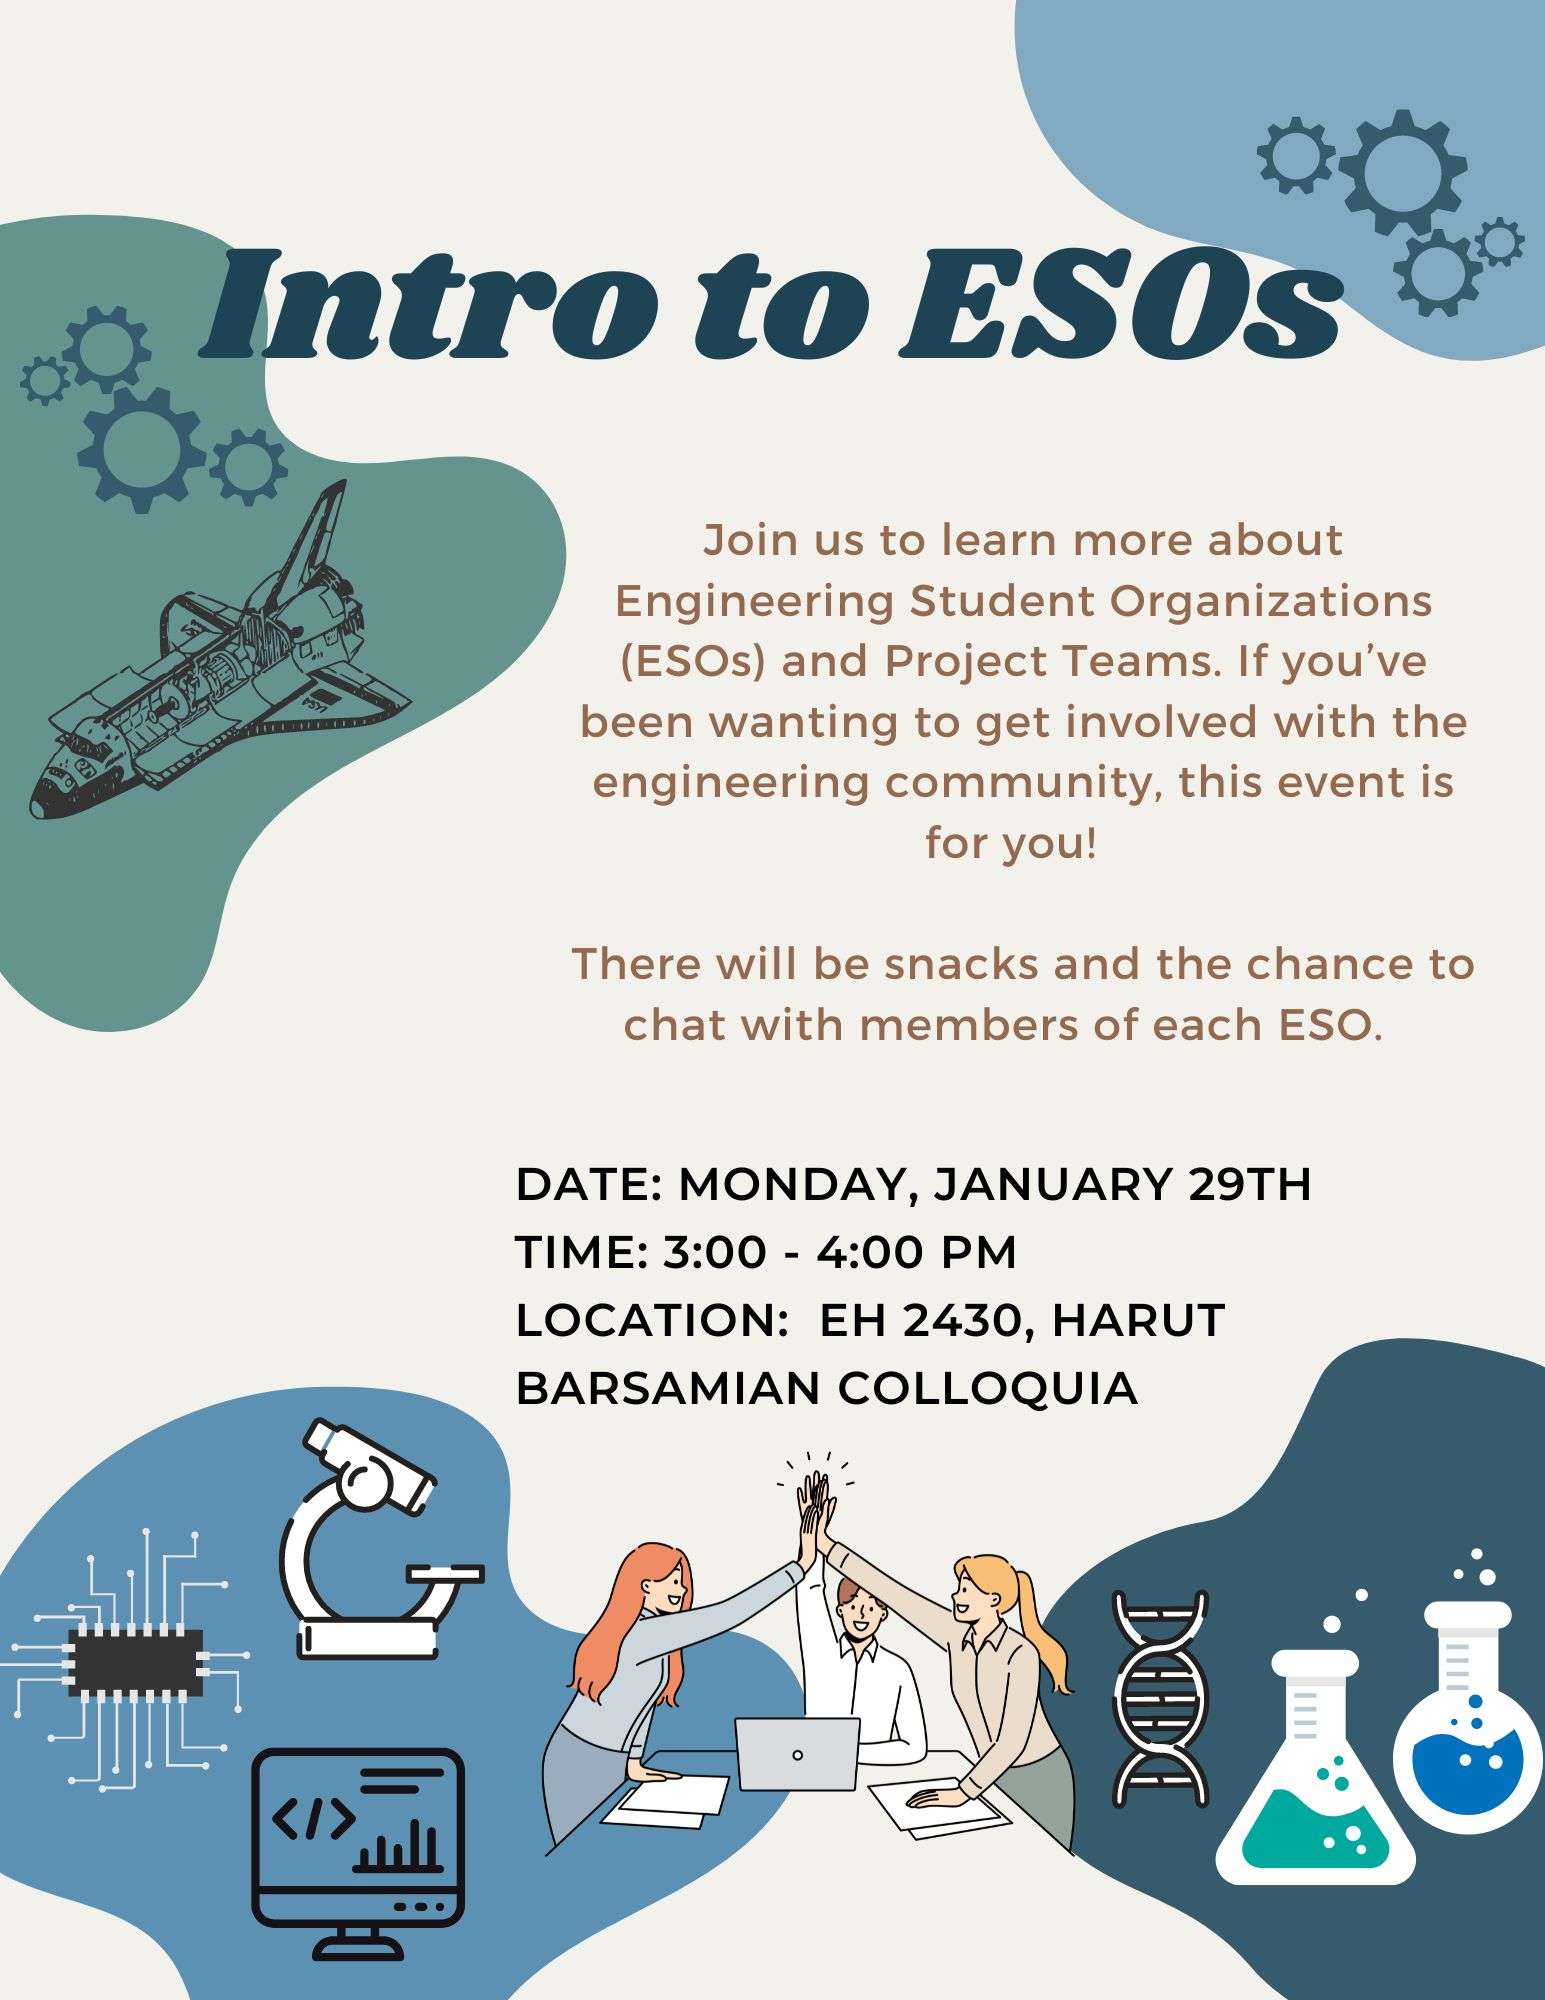 Intro to ESOs
Join us to learn more about
Engineering Student Organizations
(ESOs) and Project Teams. If you’ve
been wanting to get involved with the
engineering community, this event is
for you!
There will be snacks and the chance to
chat with members of each ESO.
DATE: MONDAY, JANUARY 29TH
TIME: 3:00 - 4:00 PM
LOCATION: EH 2430, HARUT
BARSAMIAN COLLOQUIA